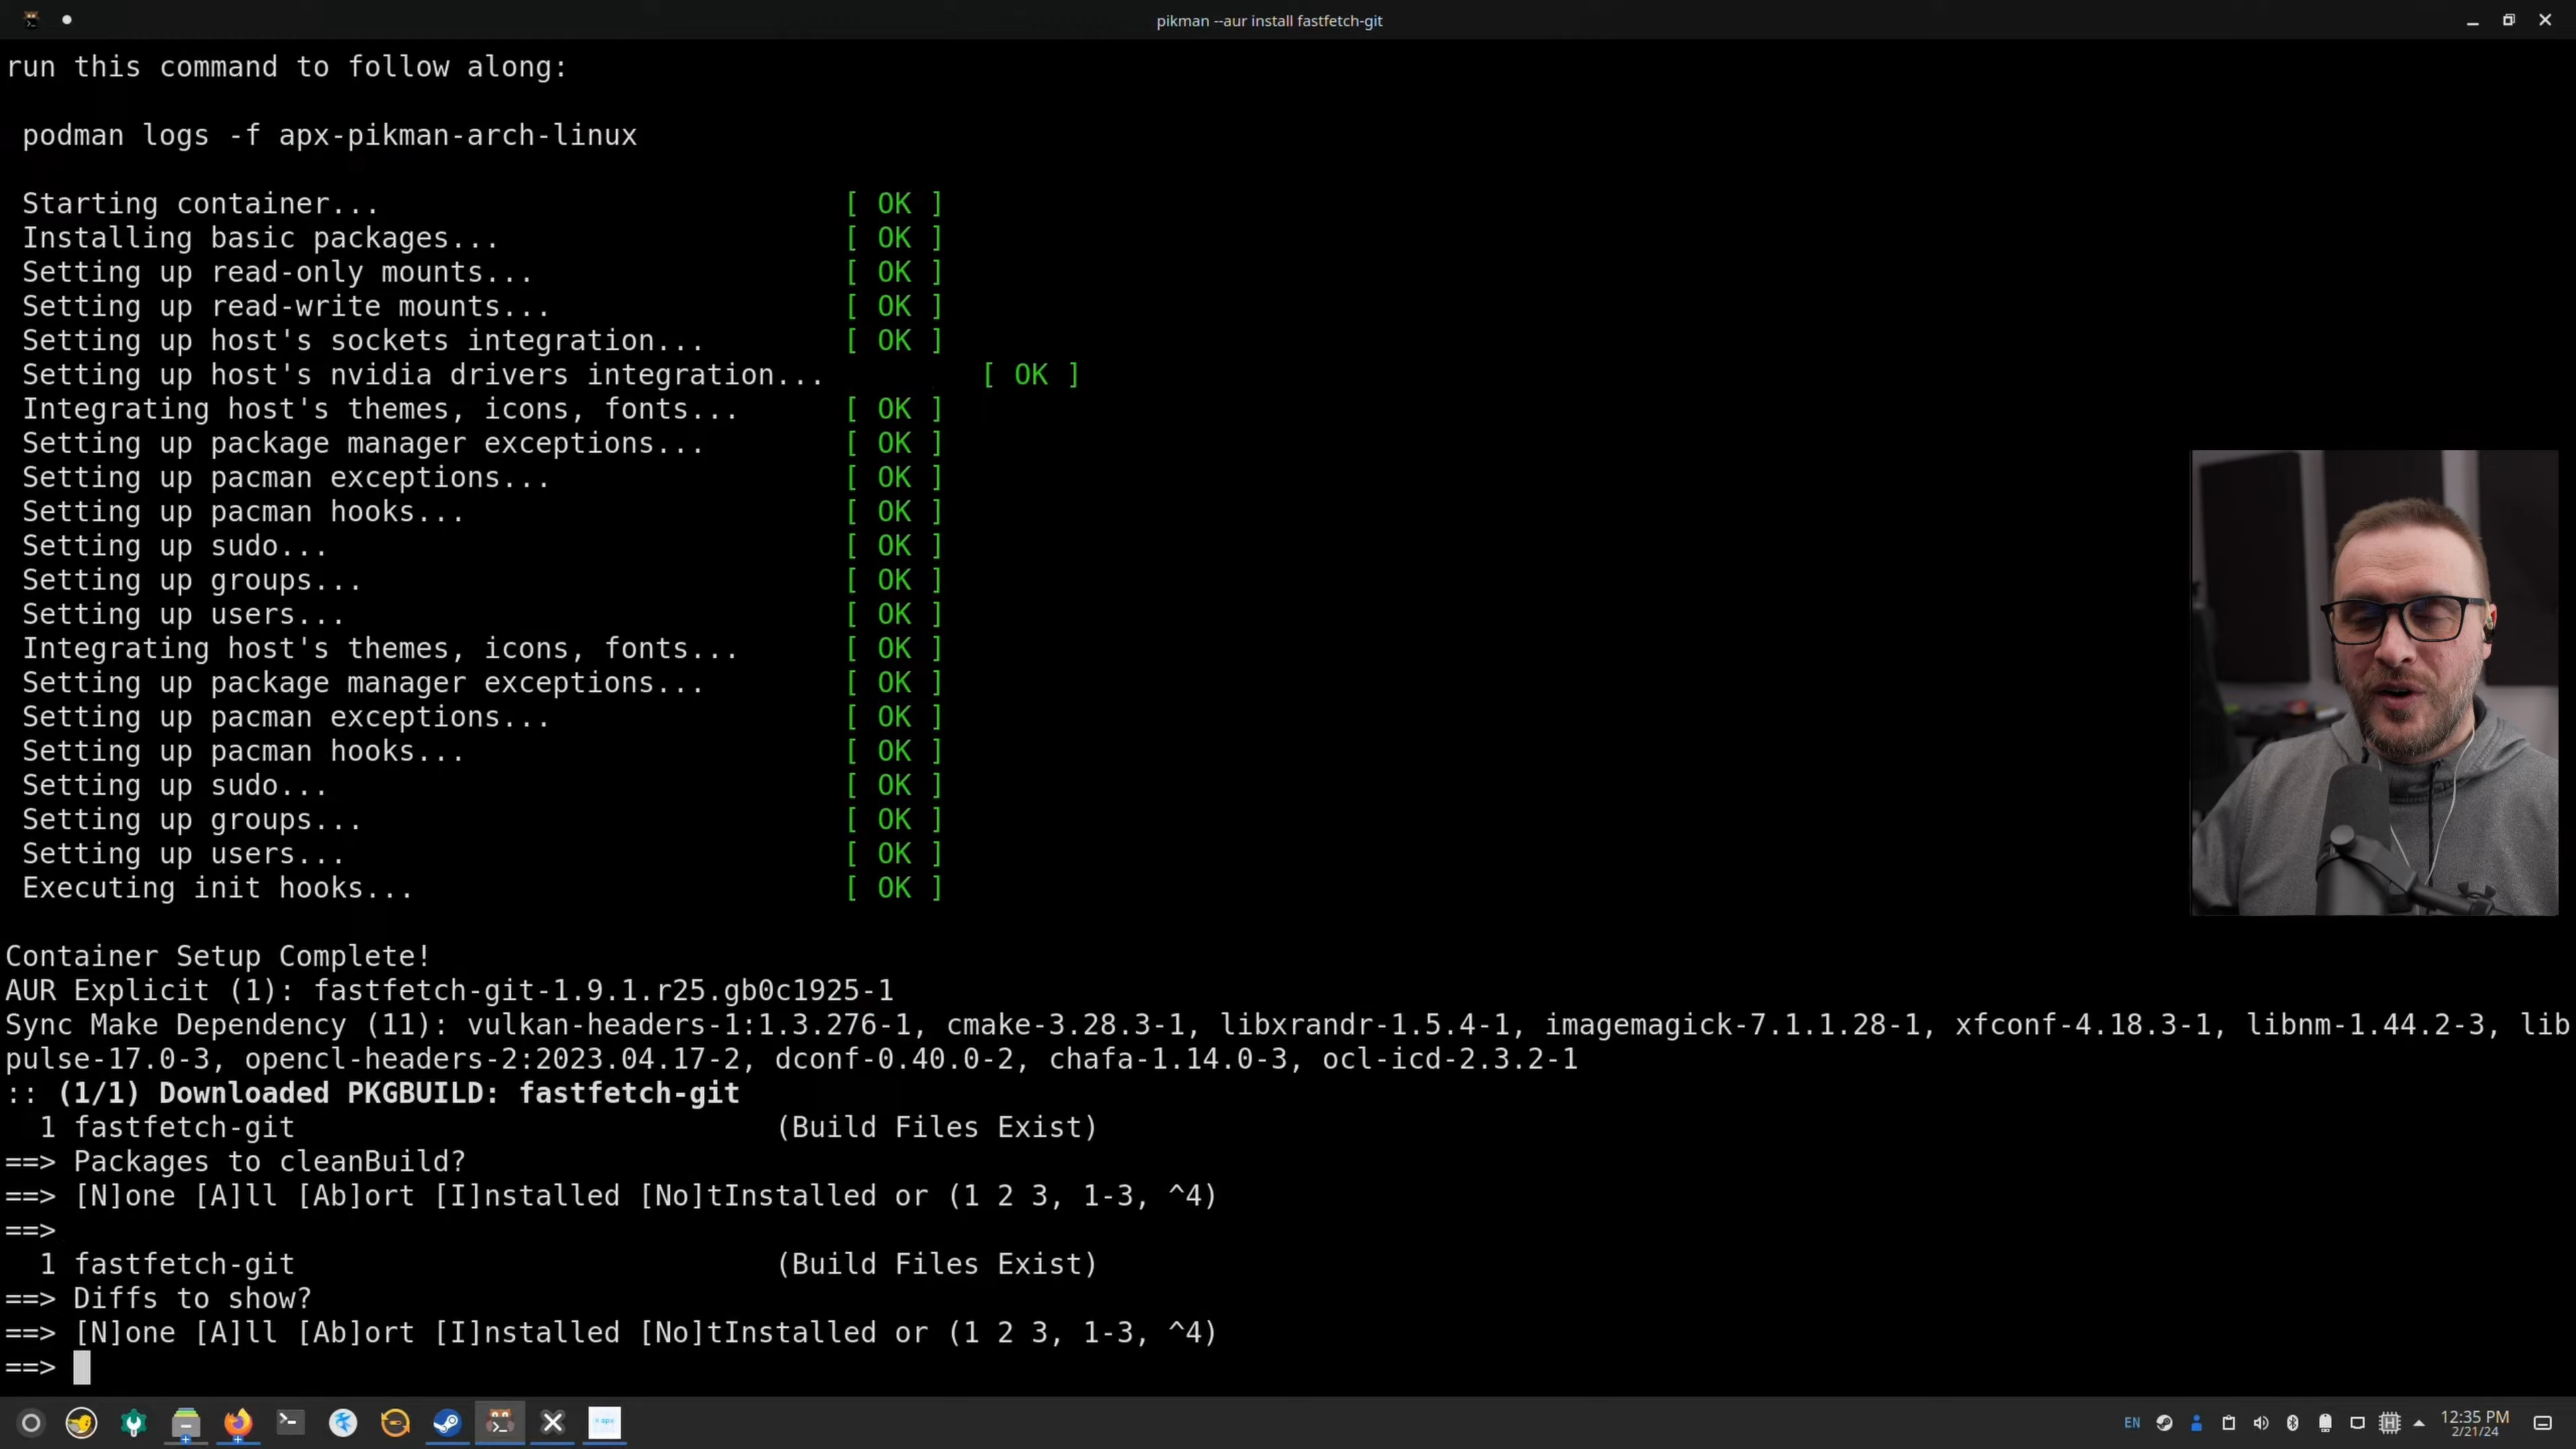 pikman --aur install fastfetch-git
run this command to follow along:
podman logs -f apx-pikman-arch-linux
Starting container... [ OK ]
Installing basic packages... [ OK ]
Setting up read-only mounts... [ OK ]
Setting up read-write mounts... [ OK ]
Setting up host's sockets integration... [ OK ]
Setting up host's nvidia drivers integration... [ OK ]
Integrating host's themes, icons, fonts... [ OK ]
Setting up package manager exceptions... [ OK ]
Setting up pacman exceptions... [ OK ]
Setting up pacman hooks... [ OK ]
Setting up sudo... [ OK ]
Setting up groups... [ OK ]
Setting up users... [ OK ]
Integrating host's themes, icons, fonts... [ OK ]
Setting up package manager exceptions... [ OK ]
Setting up pacman exceptions... [ OK ]
Setting up pacman hooks... [ OK ]
Setting up sudo... [ OK ]
Setting up groups... [ OK ]
Setting up users... [ OK ]
Executing init hooks... [ OK ]
Container Setup Complete!
AUR Explicit (1): fastfetch-git-1.9.1.r25.gb0c1925-1
Sync Make Dependency (11): vulkan-headers-1:1.3.276-1, cmake-3.28.3-1, libxrandr-1.5.4-1, imagemagick-7.1.1.28-1, xfconf-4.18.3-1, libnm-1.44.2-3, lib
pulse-17.0-3, opencl-headers-2:2023.04.17-2, dconf-0.40.0-2, chafa-1.14.0-3, ocl-icd-2.3.2-1
:: (1/1) Downloaded PKGBUILD: fastfetch-git
1 fastfetch-git (Build Files Exist)
==> Packages to cleanBuild?
==> [N]one [A]ll [Ab]ort [I]nstalled [No]tInstalled or (1 2 3, 1-3, ^4)
==>
1 fastfetch-git (Build Files Exist)
==> Diffs to show?
==> [N]one [A]ll [Ab]ort [I]nstalled [No]tInstalled or (1 2 3, 1-3, ^4)
==>
EN
12:35 PM
2/21/24